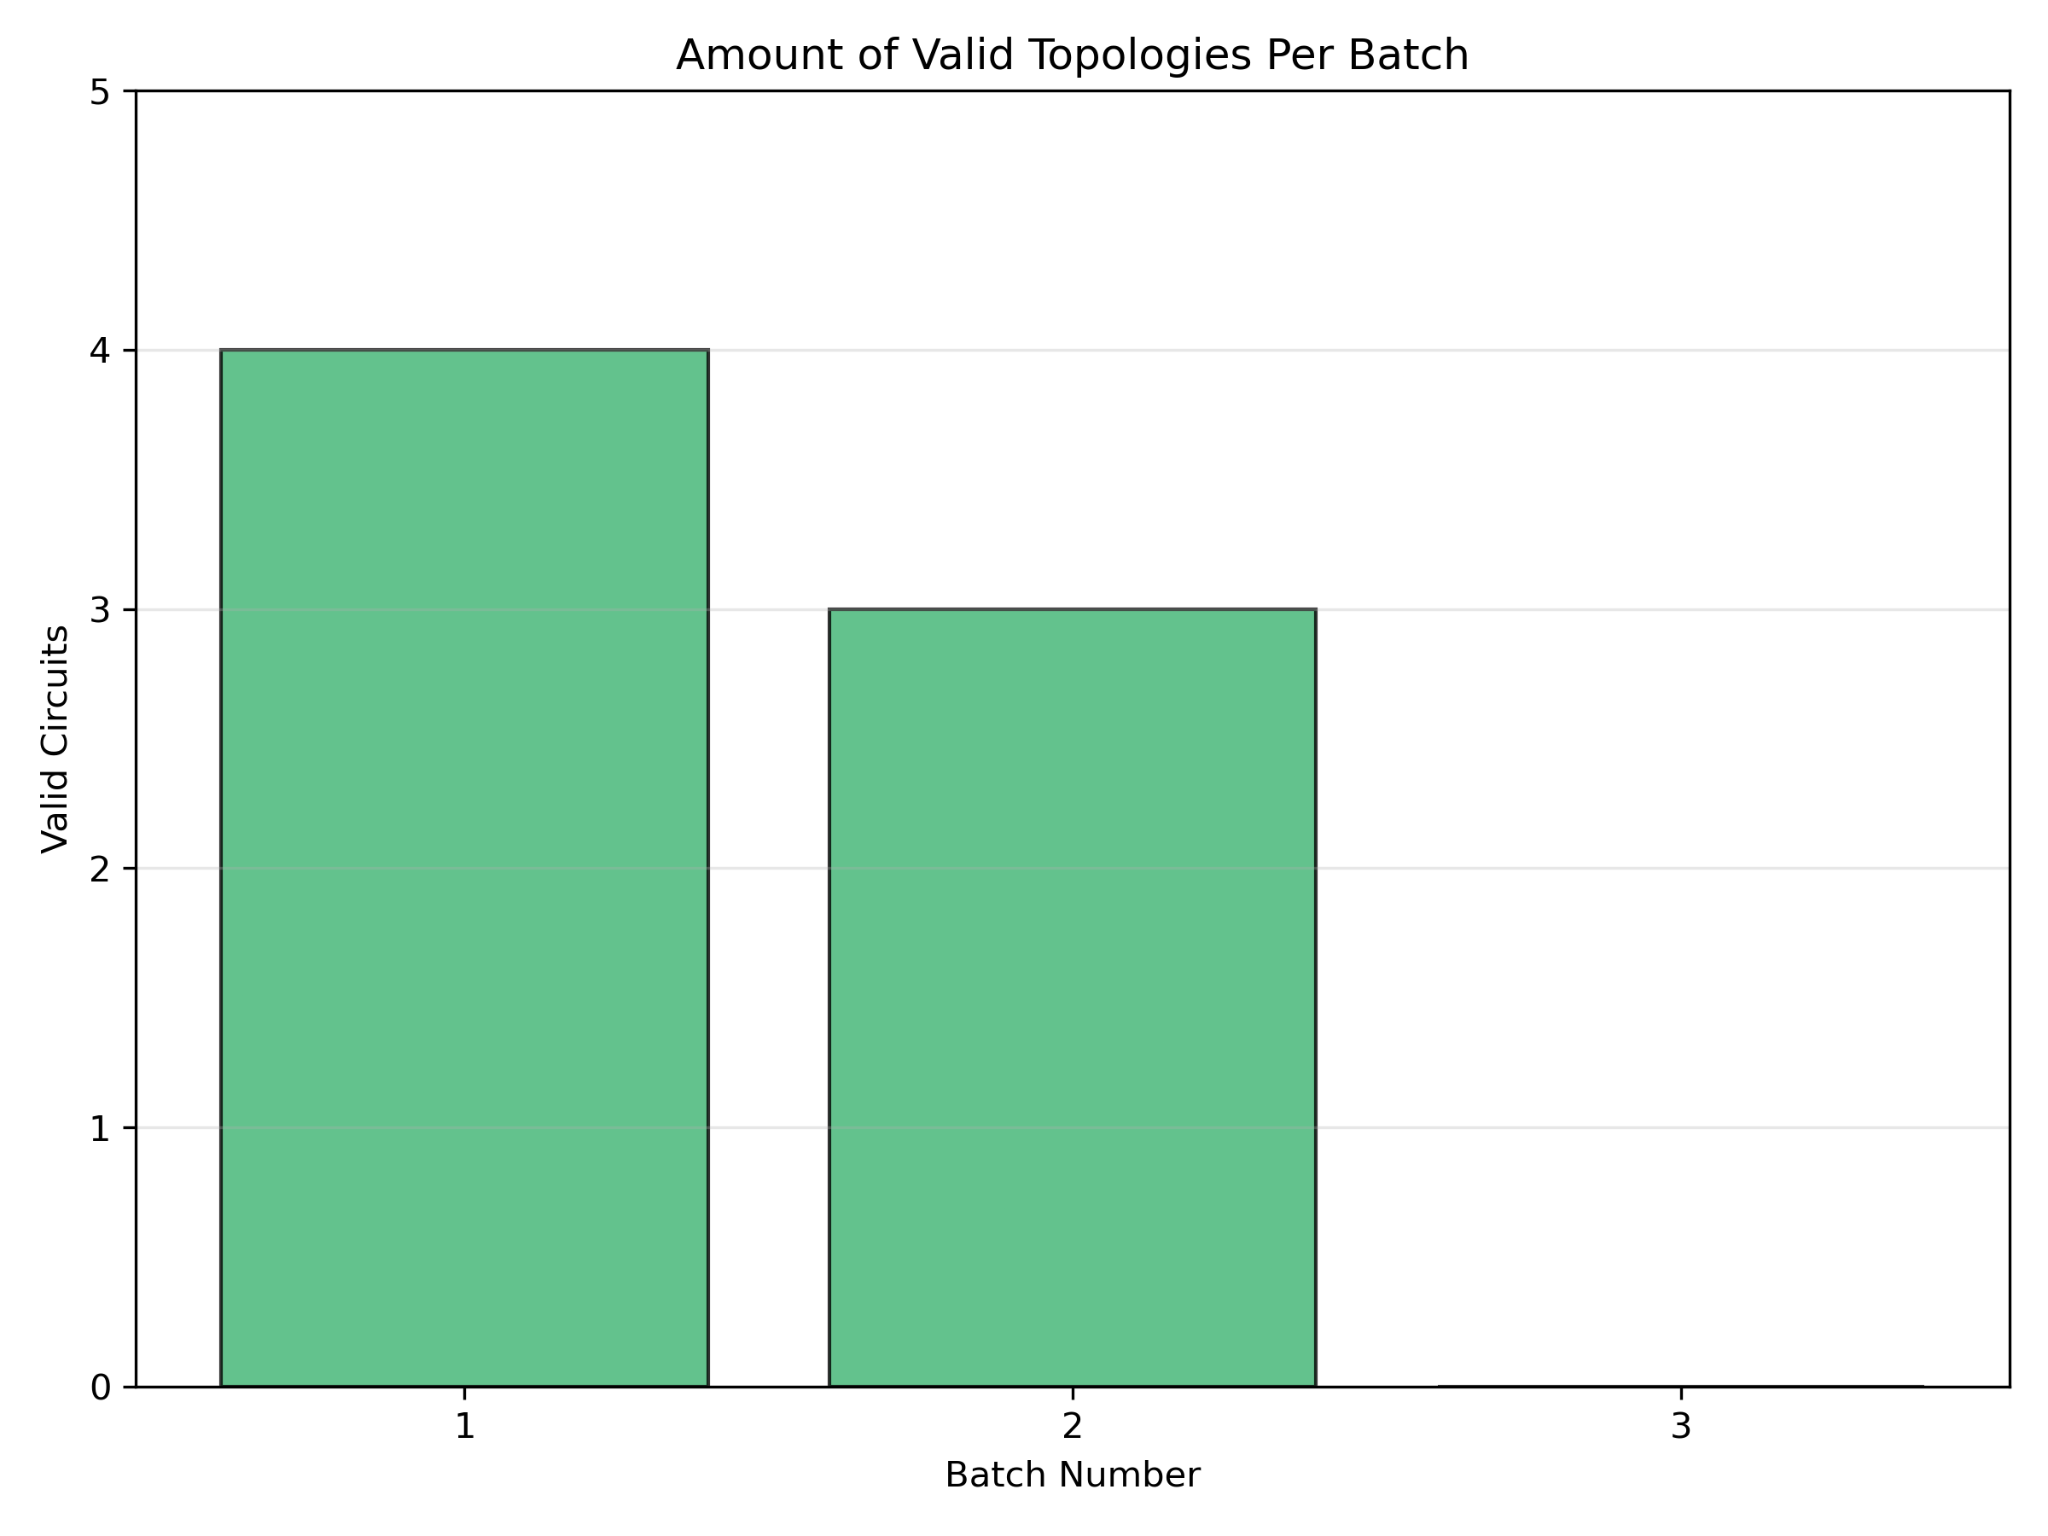 Amount of Valid Topologies Per Batch
5
4
3
2
1
0
Valid Circuits
1 2 3
Batch Number